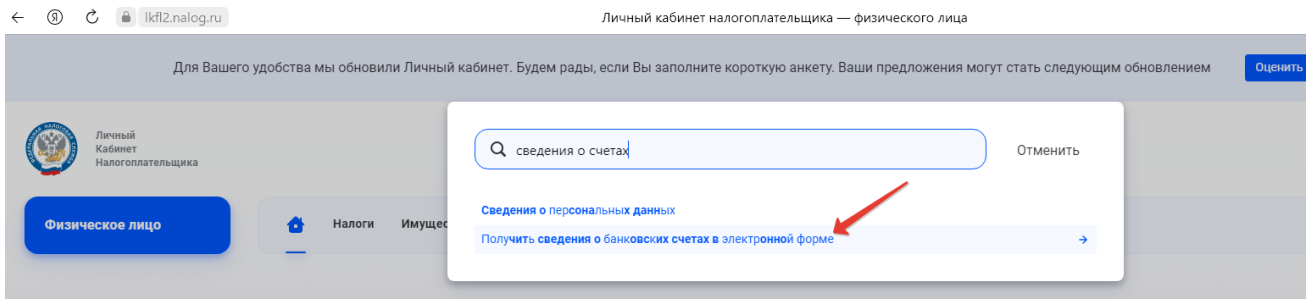 lkfl2.nalog.ru
Личный кабинет налогоплательщика — физического лица
Для Вашего удобства мы обновили Личный кабинет. Будем рады, если Вы заполните короткую анкету. Ваши предложения могут стать следующим обновлением
Оценить
Личный
Кабинет
Налогоплательщика
сведения о счетах
Отменить
Сведения о персональных данных
Получить сведения о банковских счетах в электронной форме
Физическое лицо
Налоги
Имущес